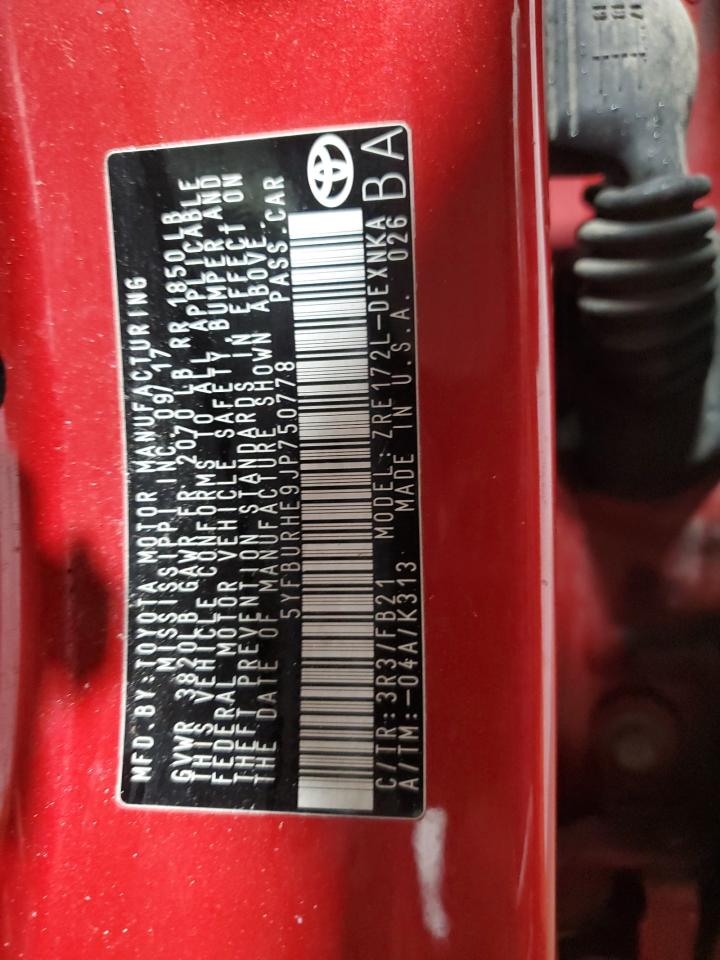 MFD.BY:TOYOTA MOTOR MANUFACTURING
MISSISSIPPI INC.09/17
GVWR 3820LB GAWR FR 2070 LB RR 1850LB
THIS VEHICLE CONFORMS TO ALL APPLICABLE
FEDERAL MOTOR VEHICLE SAFETY BUMPER AND
THEFT PREVENTION STANDARDS IN EFFECT ON
THE DATE OF MANUFACTURE SHOWN ABOVE.
5YFBURHE9JP750778 PASS.CAR
C/TR:3R3/FB21 MODEL:ZRE172L-DEXNKA
A/TM:-04A/K313 MADE IN U.S.A. 026
BA